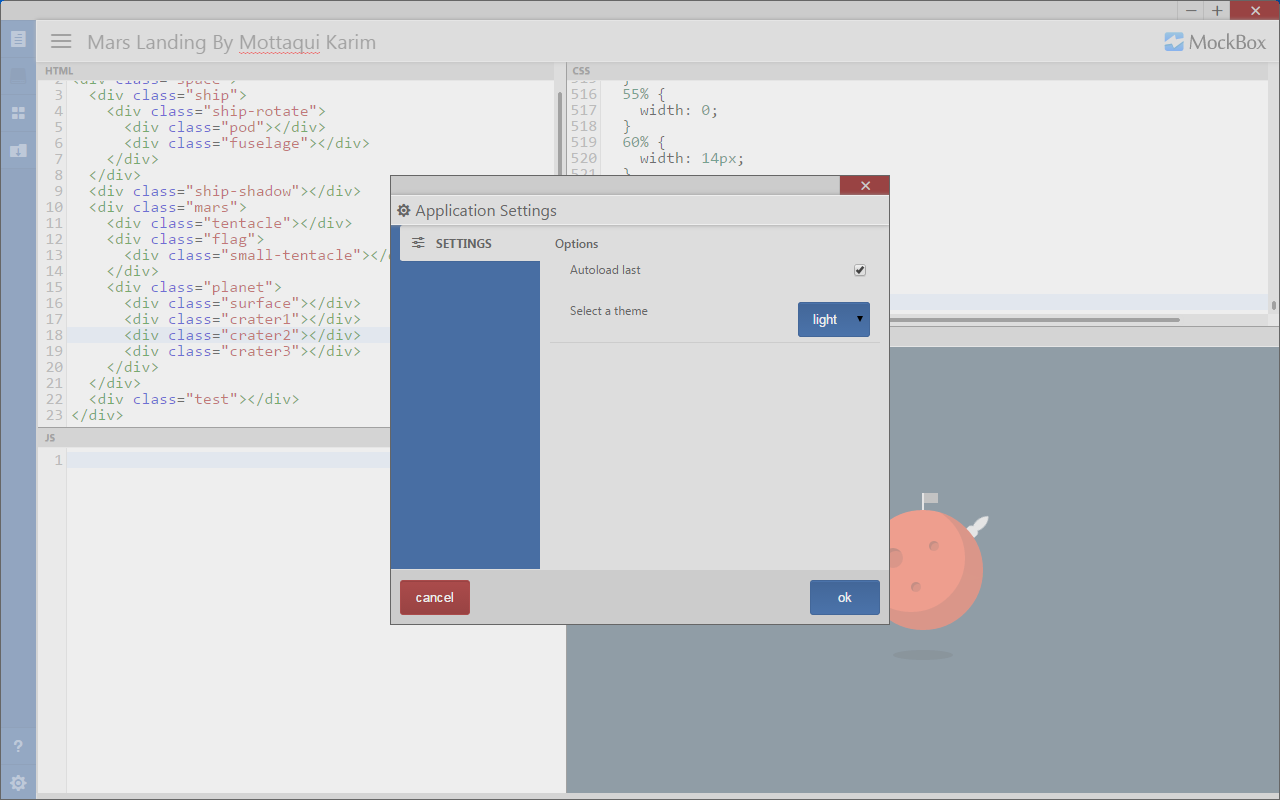 Mars Landing By Mottaqui Karim
MockBox
HTML
2 <div class="space">
3 <div class="ship">
4 <div class="ship-rotate">
5 <div class="pod"></div>
6 <div class="fuselage"></div>
7 </div>
8 </div>
9 <div class="ship-shadow"></div>
10 <div class="mars">
11 <div class="tentacle"></div>
12 <div class="flag">
13 <div class="small-tentacle"></
14 </div>
15 <div class="planet">
16 <div class="surface"></div>
17 <div class="crater1"></div>
18 <div class="crater2"></div>
19 <div class="crater3"></div>
20 </div>
21 </div>
22 <div class="test"></div>
23 </div>
CSS
515 }
516 55% {
517 width: 0;
518 }
519 60% {
520 width: 14px;
521 }
JS
1
Application Settings
SETTINGS
Options
Autoload last
Select a theme
light
cancel
ok
?